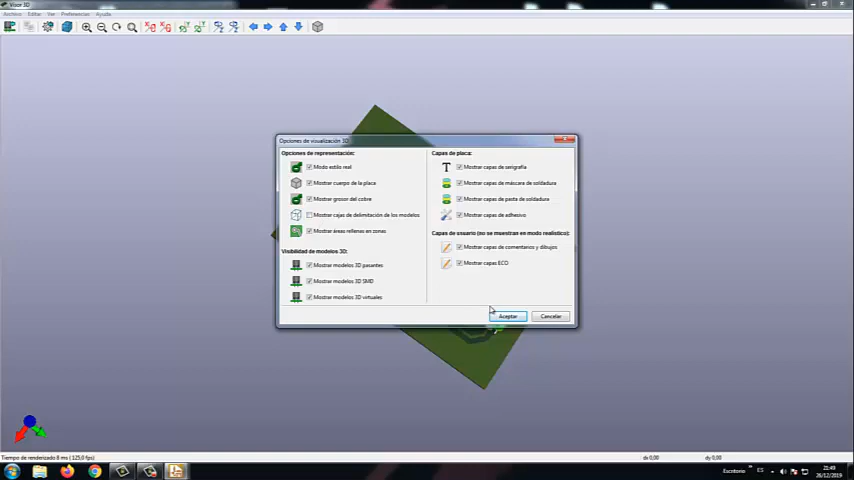 Visor 3D
Archivo Editar Ver Preferencias Ayuda
Opciones de visualización 3D
Opciones de representación:
Modo estilo real
Mostrar cuerpo de la placa
Mostrar grosor del cobre
Mostrar cajas de delimitación de los modelos
Mostrar áreas rellenas en zonas
Visibilidad de modelos 3D:
Mostrar modelos 3D pasantes
Mostrar modelos 3D SMD
Mostrar modelos 3D virtuales
Capas de placa:
Mostrar capas de serigrafía
Mostrar capas de máscara de soldadura
Mostrar capas de pasta de soldadura
Mostrar capas de adhesivo
Capas de usuario (no se muestran en modo realístico):
Mostrar capas de comentarios y dibujos
Mostrar capas ECO
Aceptar Cancelar
Tiempo de renderizado 8 ms ( 125,0 fps)
dx 0,00 dy 0,00
Escritorio » ES
21:49
26/12/2019